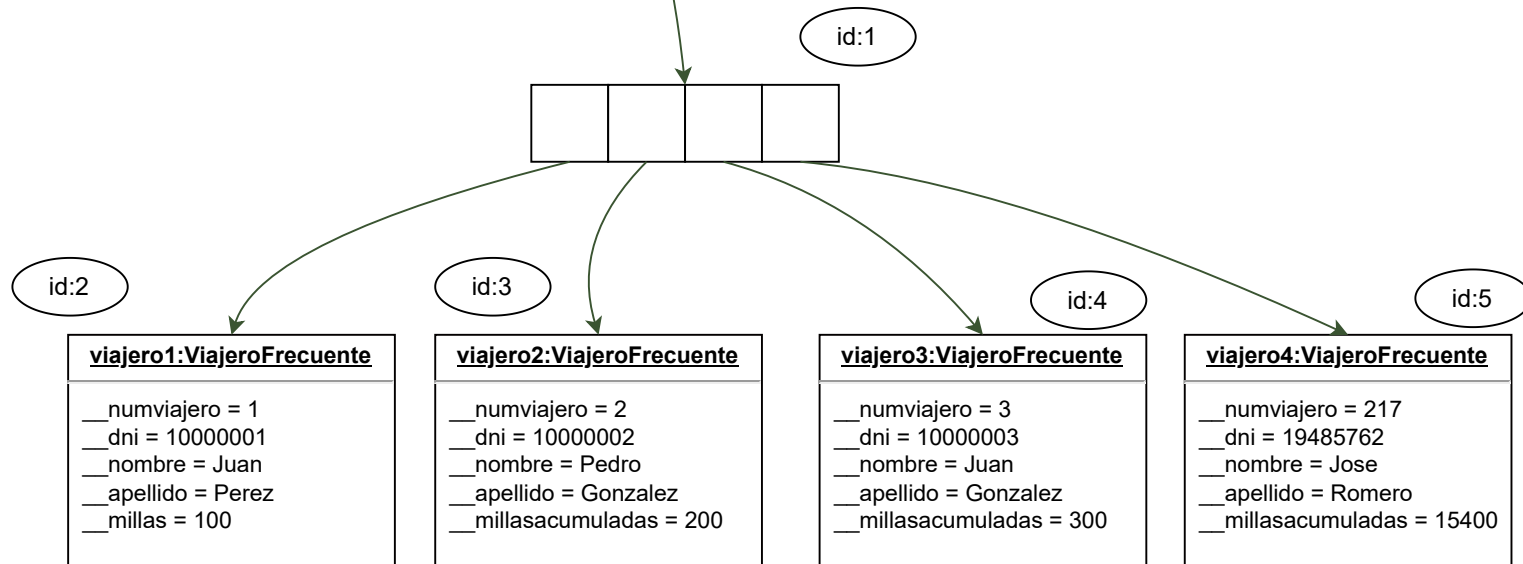 id:1
id:2
id:3
id:4
id:5
viajero1:ViajeroFrecuente
__numviajero = 1
__dni = 10000001
__nombre = Juan
__apellido = Perez
__millas = 100
viajero2:ViajeroFrecuente
__numviajero = 2
__dni = 10000002
__nombre = Pedro
__apellido = Gonzalez
__millasacumuladas = 200
viajero3:ViajeroFrecuente
__numviajero = 3
__dni = 10000003
__nombre = Juan
__apellido = Gonzalez
__millasacumuladas = 300
viajero4:ViajeroFrecuente
__numviajero = 217
__dni = 19485762
__nombre = Jose
__apellido = Romero
__millasacumuladas = 15400